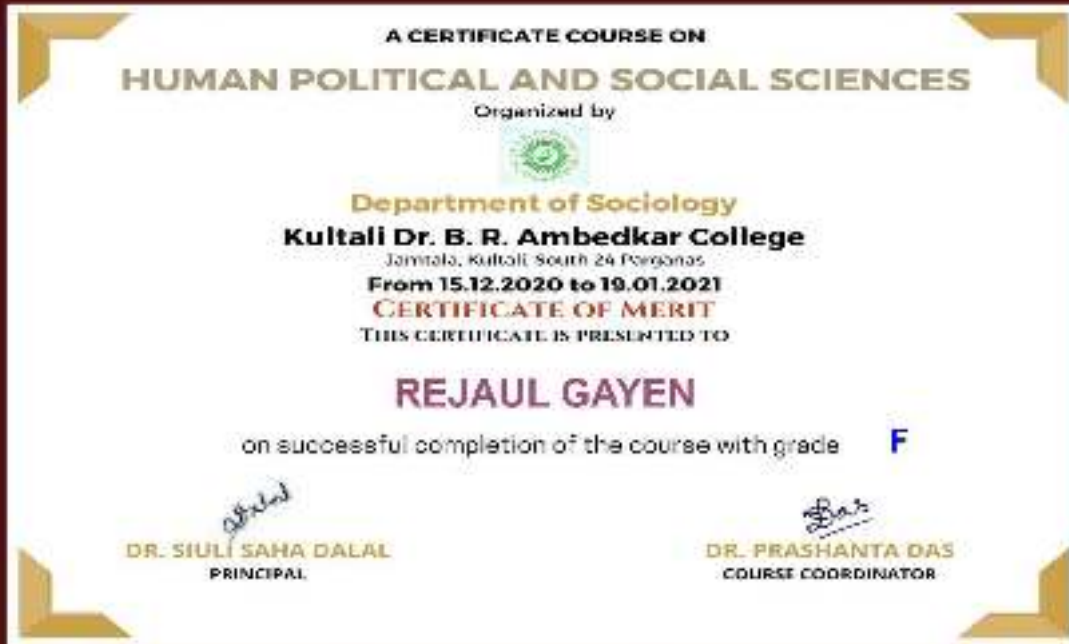 A CERTIFICATE COURSE ON
HUMAN POLITICAL AND SOCIAL SCIENCES
Organized by
Department of Sociology
Kultali Dr. B. R. Ambedkar College
Jamtala, Kultali, South 24 Parganas
From 15.12.2020 to 19.01.2021
CERTIFICATE OF MERIT
THIS CERTIFICATE IS PRESENTED TO
REJAUL GAYEN
on successful completion of the course with grade F
DR. SIULI SAHA DALAL
PRINCIPAL
Das
DR. PRASHANTA DAS
COURSE COORDINATOR